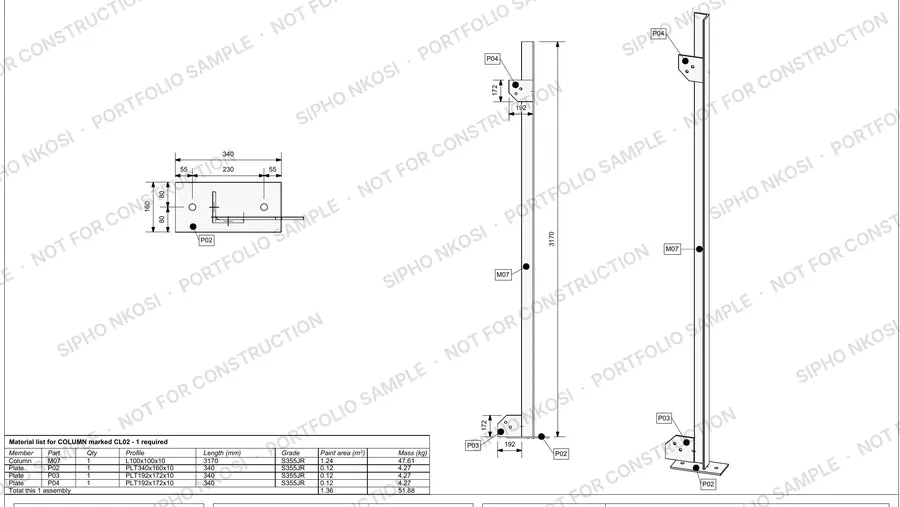 SIPHO NKOSI · PORTFOLIO SAMPLE · NOT FOR CONSTRUCTION
340
55
230
55
160
80
80
P02
P04
172
192
3170
M07
172
192
P03
P02
P04
M07
P03
P02
Material list for COLUMN marked CL02 - 1 required
Member Part Qty Profile Length (mm) Grade Paint area (m²) Mass (kg)
Column M07 1 L100x100x10 3170 S355JR 1.24 47.61
Plate P02 1 PLT340x160x10 340 S355JR 0.12 4.27
Plate P03 1 PLT192x172x10 340 S355JR 0.12 4.27
Plate P04 1 PLT192x172x10 340 S355JR 0.12 4.27
Total this 1 assembly 1.36 51.88